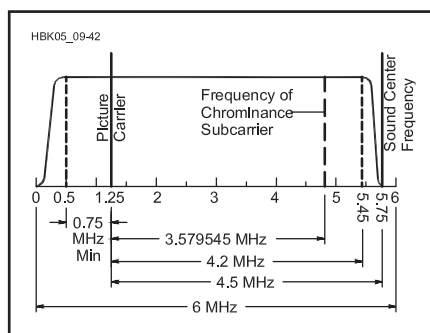 HBK05_09-42
Picture
Carrier
Frequency of
Chrominance
Subcarrier
Sound Center
Frequency
0 0.5 1.25 2 3 4 5 5.45 5.75 6
0.75
MHz
Min
3.579545 MHz
4.2 MHz
4.5 MHz
6 MHz